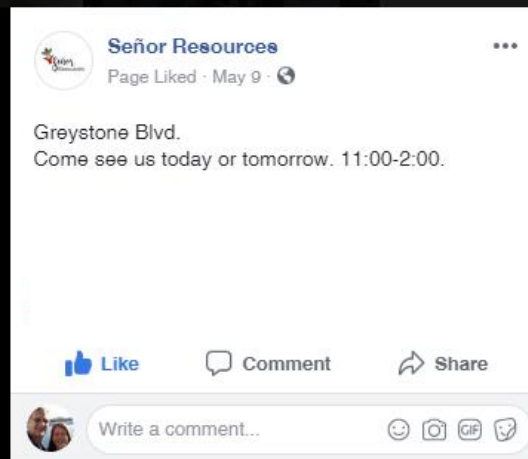 Señor Resources
Page Liked · May 9 ·
Greystone Blvd.
Come see us today or tomorrow. 11:00-2:00.
Like
Comment
Share
Write a comment...
GIF